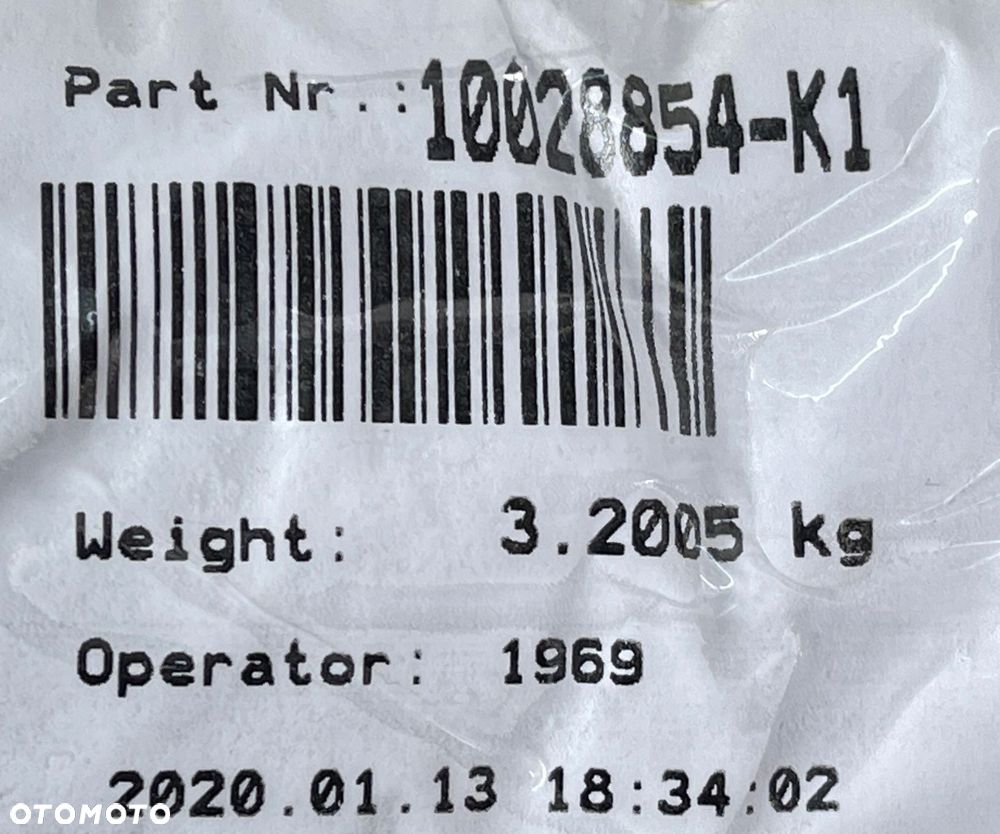 Part Nr.:10028854-K1
Weight: 3.2005 kg
Operator: 1969
2020.01.13 18:34:02
OTOMOTO